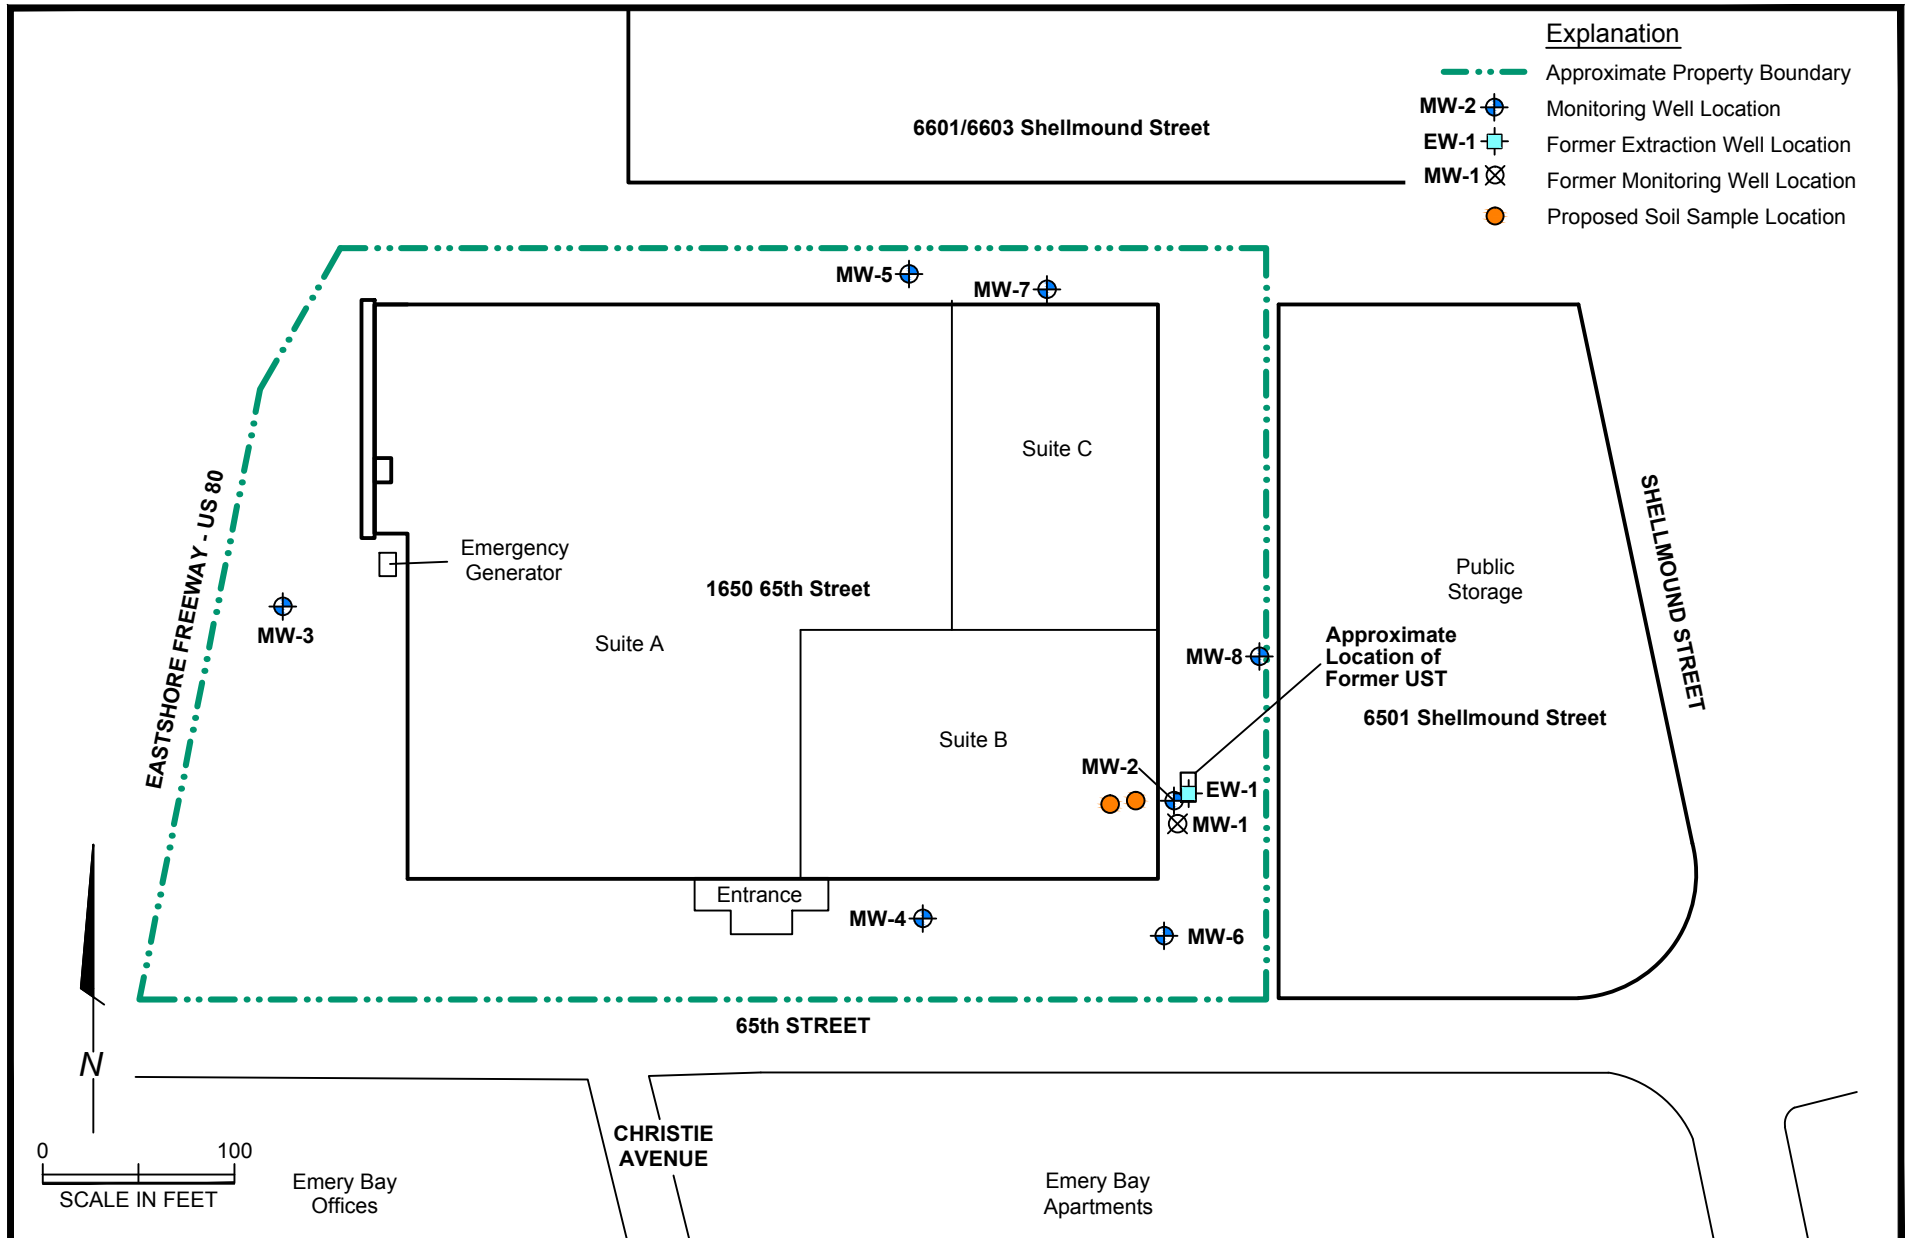 Explanation
Approximate Property Boundary
MW-2
Monitoring Well Location
EW-1
Former Extraction Well Location
MW-1
Former Monitoring Well Location
Proposed Soil Sample Location
6601/6603 Shellmound Street
MW-5
MW-7
Suite C
EASTSHORE FREEWAY - US 80
SHELLMOUND STREET
Emergency
Generator
1650 65th Street
Public
Storage
MW-3
Suite A
MW-8
Approximate
Location of
Former UST
6501 Shellmound Street
Suite B
MW-2
EW-1
MW-1
Entrance
MW-4
MW-6
65th STREET
N
CHRISTIE
AVENUE
0 100
SCALE IN FEET
Emery Bay
Offices
Emery Bay
Apartments